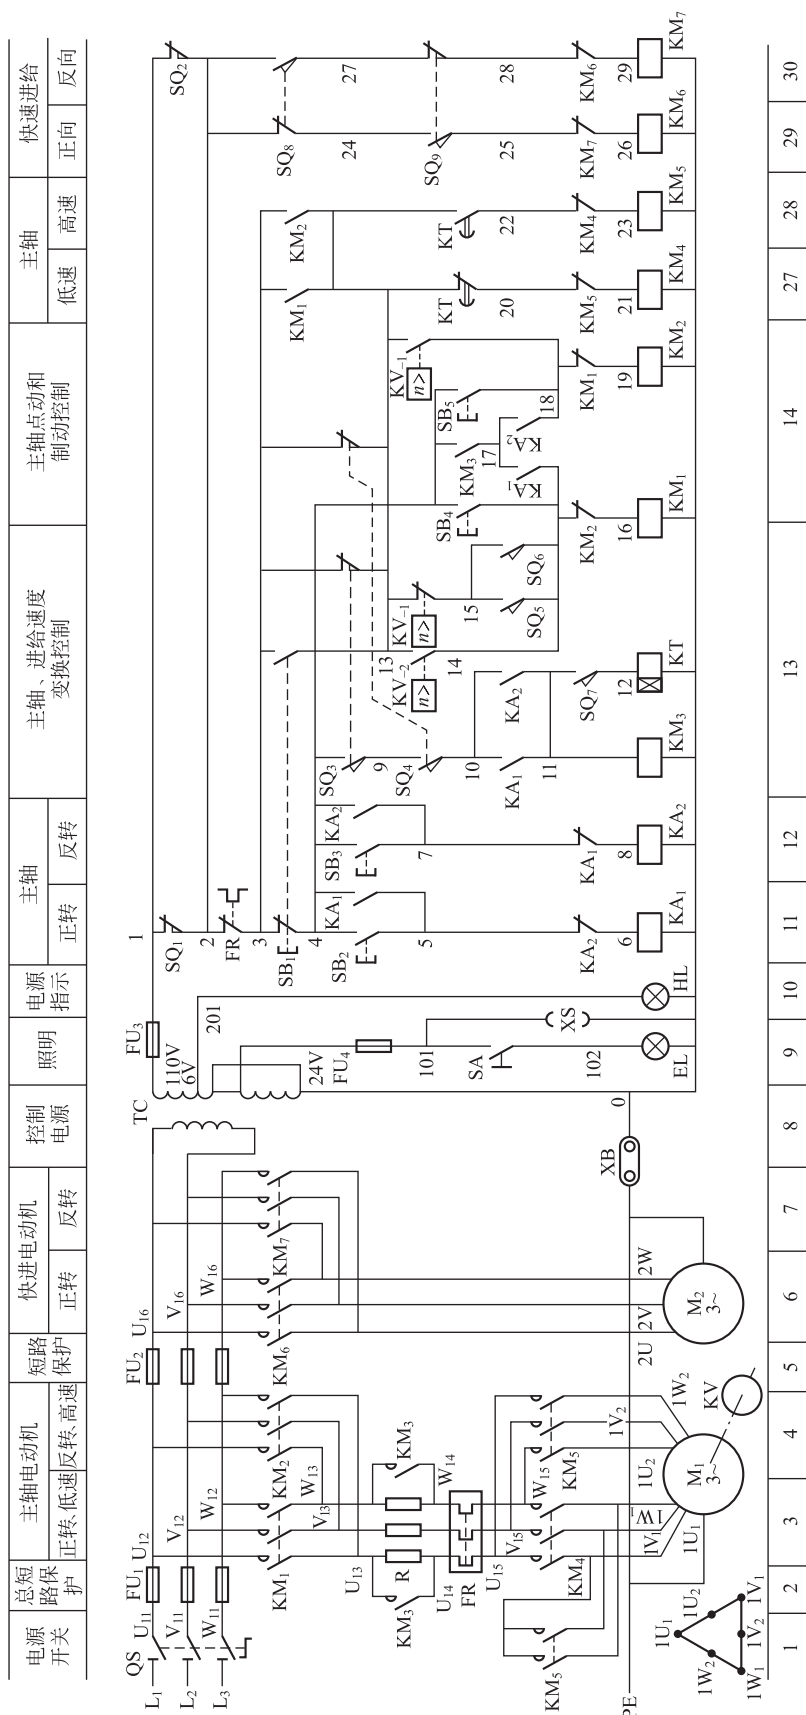 电源
开关
总短
路保
护
主轴电动机
正转、低速
反转、高速
短路
保护
快进电动机
正转
反转
控制
电源
照明
电源
指示
主轴
正转
反转
主轴、进给速度
变换控制
主轴点动和
制动控制
主轴
低速
高速
快速进给
正向
反向
QS
L₁
L₂
L₃
U₁₁
V₁₁
W₁₁
FU₁
U₁₂
V₁₂
W₁₂
KM₁
KM₂
U₁₃
V₁₃
W₁₃
KM₃
R
KM₃
U₁₄
FR
W₁₄
U₁₅
V₁₅
W₁₅
KM₅
KM₄
KM₅
1W₁
1V₁
1U₁
1U₂
1V₂
1W₂
M₁
3~
KV
PE
1U₁
1W₂
1U₂
1W₁
1V₂
1V₁
FU₂
U₁₆
V₁₆
W₁₆
KM₆
KM₇
2U
2V
2W
M₂
3~
XB
0
TC
110V
6V
24V
FU₃
FU₄
201
101
SA
102
XS
EL
HL
1
SQ₁
2
FR
3
SB₁
4
SB₂
KA₁
5
KA₂
6
KA₁
SB₃
KA₂
7
KA₁
8
KA₂
SQ₃
9
SQ₄
10
KA₁
11
KM₃
KA₂
SQ₇
12
KT
13
KV₋₂
n>
14
KV₋₁
n>
15
SQ₅
SQ₆
SB₄
KM₂
16
KM₁
KM₃
17
KA₁
KA₂
SB₅
18
KV₋₁
n>
KM₁
19
KM₂
KM₁
KT
20
KM₅
21
KM₄
KM₂
KT
22
KM₄
23
KM₅
SQ₈
24
SQ₉
25
KM₇
26
KM₆
SQ₂
27
28
KM₆
29
KM₇
1
2
3
4
5
6
7
8
9
10
11
12
13
14
27
28
29
30